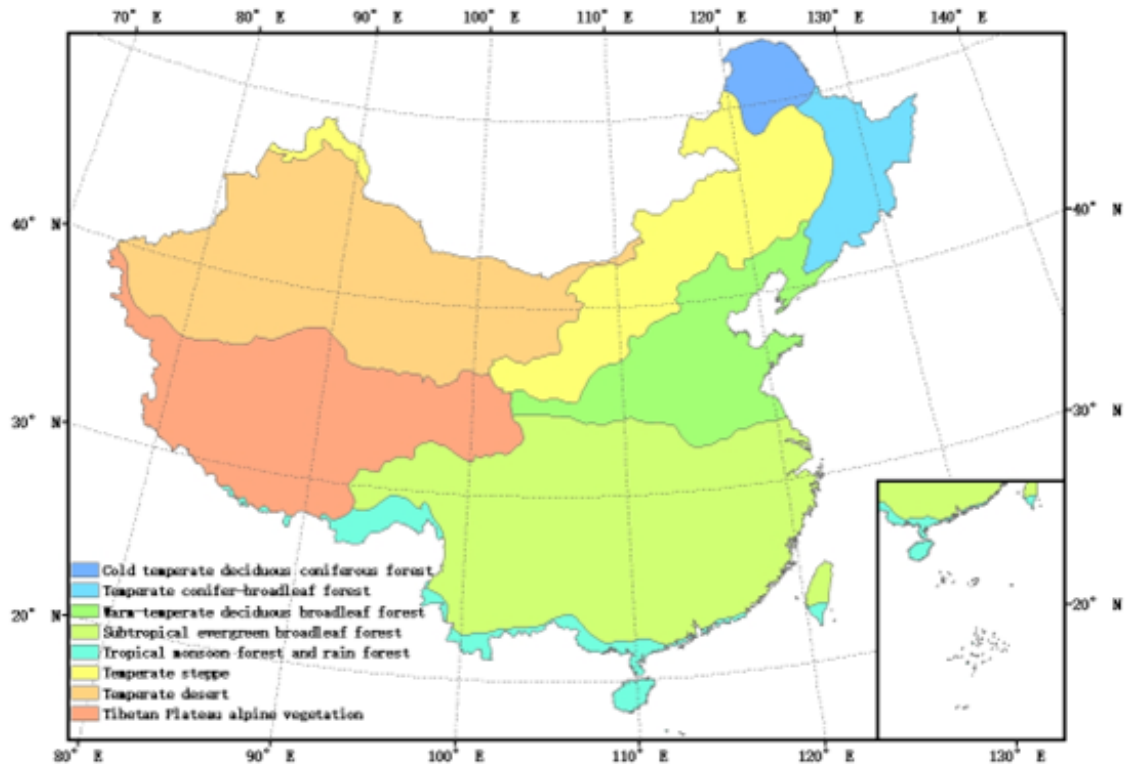 70° E 80° E 90° E 100° E 110° E 120° E 130° E 140° E
40° N 40° N
30° N 30° N
20° N 20° N
Cold temperate deciduous coniferous forest
Temperate conifer-broadleaf forest
Warm-temperate deciduous broadleaf forest
Subtropical evergreen broadleaf forest
Tropical monsoon forest and rain forest
Temperate steppe
Temperate desert
Tibetan Plateau alpine vegetation
80° E 90° E 100° E 110° E 120° E 130° E